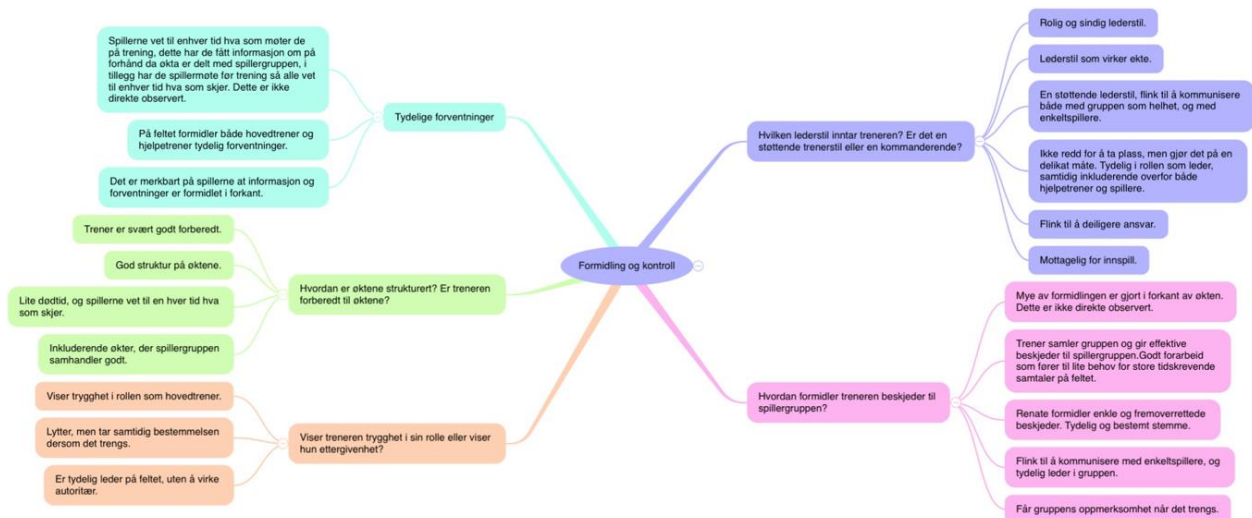 Formidling og kontroll
Tydelige forventninger
Spillerne vet til enhver tid hva som møter de
på trening, dette har de fått informasjon om på
forhånd da økta er delt med spillergruppen, i
tillegg har de spillermøte før trening så alle vet
til enhver tid hva som skjer. Dette er ikke
direkte observert.
På feltet formidler både hovedtrener og
hjelpetrener tydelig forventninger.
Det er merkbart på spillerne at informasjon og
forventninger er formidlet i forkant.
Hvordan er øktene strukturert? Er treneren
forberedt til øktene?
Trener er svært godt forberedt.
God struktur på øktene.
Lite dødtid, og spillerne vet til en hver tid hva
som skjer.
Inkluderende økter, der spillergruppen
samhandler godt.
Viser treneren trygghet i sin rolle eller viser
hun ettergivenhet?
Viser trygghet i rollen som hovedtrener.
Lytter, men tar samtidig bestemmelsen
dersom det trengs.
Er tydelig leder på feltet, uten å virke
autoritær.
Hvilken lederstil inntar treneren? Er det en
støttende trenerstil eller en kommanderende?
Rolig og sindig lederstil.
Lederstil som virker ekte.
En støttende lederstil, flink til å kommunisere
både med gruppen som helhet, og med
enkeltspillere.
Ikke redd for å ta plass, men gjør det på en
delikat måte. Tydelig i rollen som leder,
samtidig inkluderende overfor både
hjelpetrener og spillere.
Flink til å deiligere ansvar.
Mottagelig for innspill.
Hvordan formidler treneren beskjeder til
spillergruppen?
Mye av formidlingen er gjort i forkant av økten.
Dette er ikke direkte observert.
Trener samler gruppen og gir effektive
beskjeder til spillergruppen.Godt forarbeid
som fører til lite behov for store tidskrevende
samtaler på feltet.
Renate formidler enkle og fremoverrettede
beskjeder. Tydelig og bestemt stemme.
Flink til å kommunisere med enkeltspillere, og
tydelig leder i gruppen.
Får gruppens oppmerksomhet når det trengs.